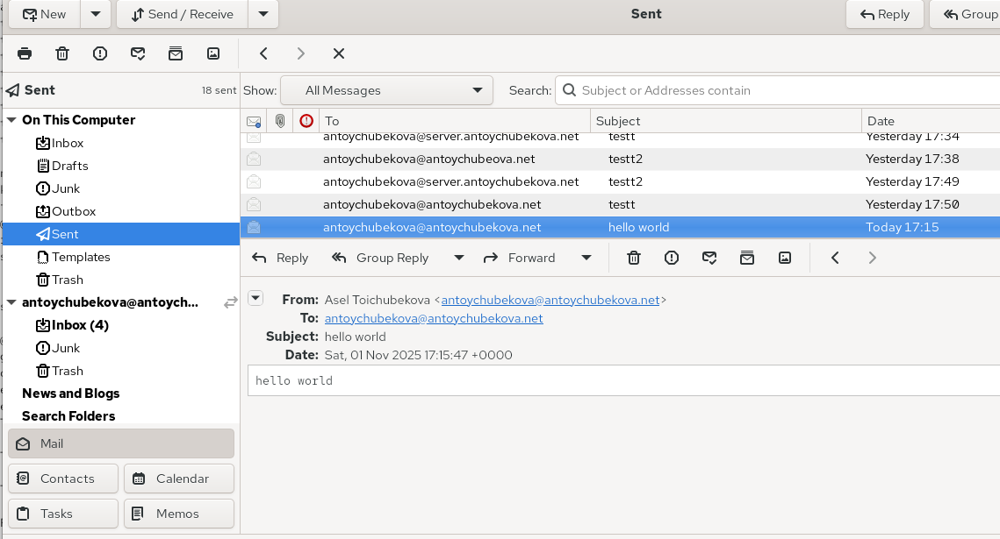 New Send / Receive Sent Reply Group
Sent 18 sent Show: All Messages Search: Subject or Addresses contain
To Subject Date
antoychubekova@server.antoychubekova.net testt Yesterday 17:34
antoychubekova@antoychubeova.net testt2 Yesterday 17:38
antoychubekova@server.antoychubekova.net testt2 Yesterday 17:49
antoychubekova@antoychubekova.net testt Yesterday 17:50
antoychubekova@antoychubekova.net hello world Today 17:15
On This Computer
Inbox
Drafts
Junk
Outbox
Sent
Templates
Trash
antoychubekova@antoych...
Inbox (4)
Junk
Trash
News and Blogs
Search Folders
Mail
Contacts Calendar
Tasks Memos
Reply Group Reply Forward
From: Asel Toichubekova <antoychubekova@antoychubekova.net>
To: antoychubekova@antoychubekova.net
Subject: hello world
Date: Sat, 01 Nov 2025 17:15:47 +0000
hello world